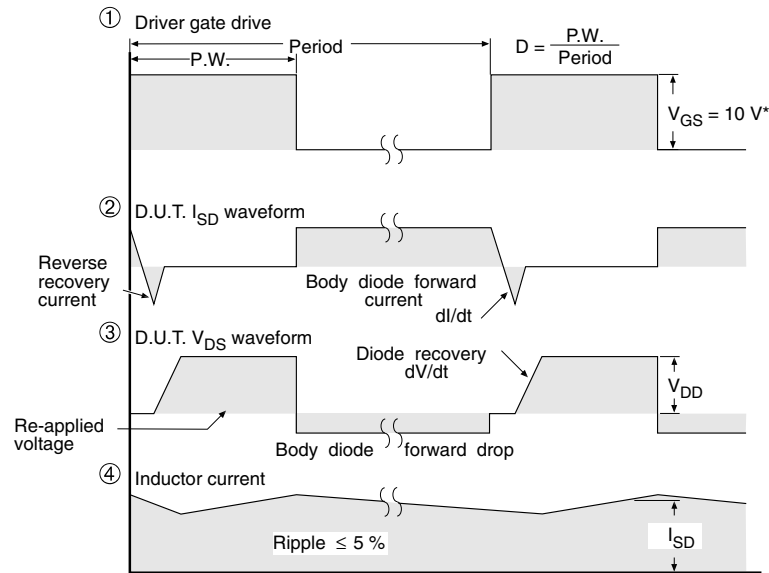 ① Driver gate drive
Period
P.W.
D = P.W.
Period
V_GS = 10 V*
② D.U.T. I_SD waveform
Reverse
recovery
current
Body diode forward
current
dI/dt
③ D.U.T. V_DS waveform
Diode recovery
dV/dt
V_DD
Re-applied
voltage
Body diode forward drop
④ Inductor current
Ripple ≤ 5 %
I_SD